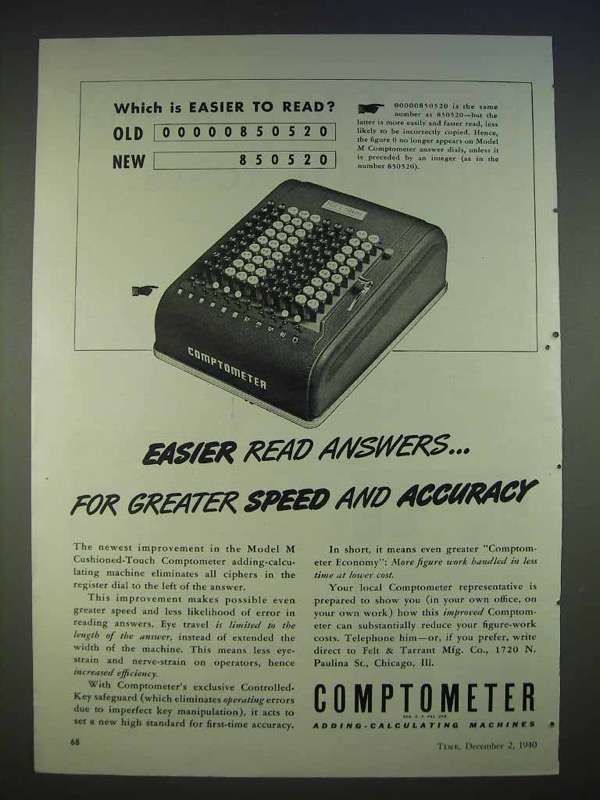 Which is EASIER TO READ?
OLD 00000850520
NEW 850520
00000850520 is the same
number as 850520—but the
latter is more easily and faster read, less
likely to be incorrectly copied. Hence,
the figure 0 no longer appears on Model
M Comptometer answer dials, unless it
is preceded by an integer (as in the
number 850520).
COMPTOMETER
EASIER READ ANSWERS...
FOR GREATER SPEED AND ACCURACY
The newest improvement in the Model M
Cushioned-Touch Comptometer adding-calcu-
lating machine eliminates all ciphers in the
register dial to the left of the answer.
This improvement makes possible even
greater speed and less likelihood of error in
reading answers. Eye travel is limited to the
length of the answer, instead of extended the
width of the machine. This means less eye-
strain and nerve-strain on operators, hence
increased efficiency.
With Comptometer's exclusive Controlled-
Key safeguard (which eliminates operating errors
due to imperfect key manipulation), it acts to
set a new high standard for first-time accuracy.
In short, it means even greater "Comptom-
eter Economy": More figure work handled in less
time at lower cost.
Your local Comptometer representative is
prepared to show you (in your own office, on
your own work) how this improved Comptom-
eter can substantially reduce your figure-work
costs. Telephone him—or, if you prefer, write
direct to Felt & Tarrant Mfg. Co., 1720 N.
Paulina St., Chicago, Ill.
COMPTOMETER
REG. U. S. PAT. OFF.
ADDING-CALCULATING MACHINES
68
TIME, December 2, 1940